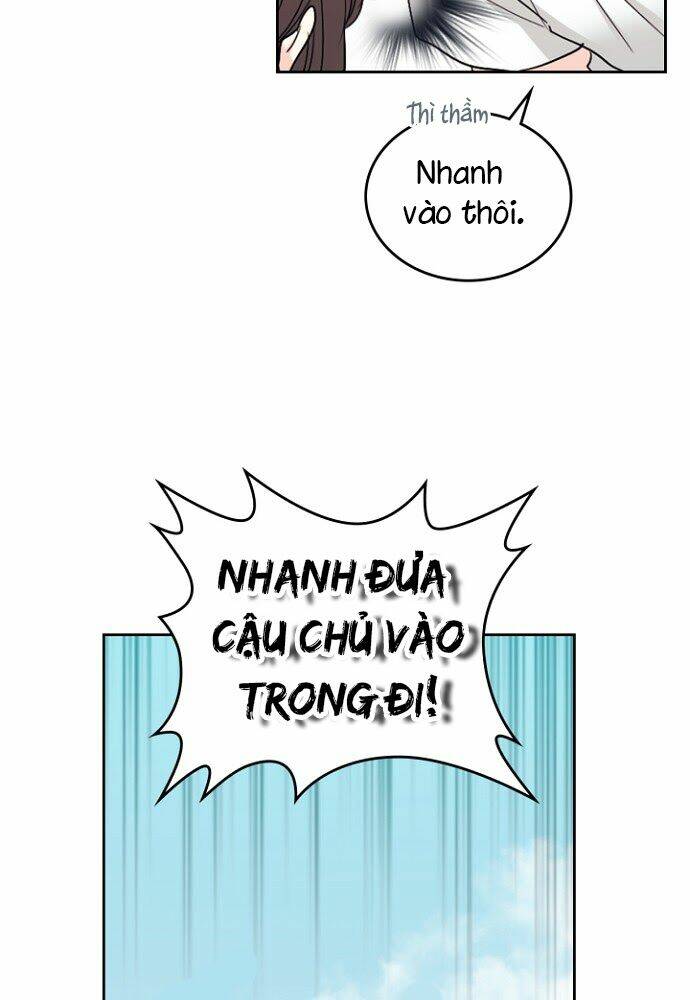 Thì thầm
Nhanh
vào thôi.
NHANH ĐƯA
CẬU CHỦ VÀO
TRONG ĐI!